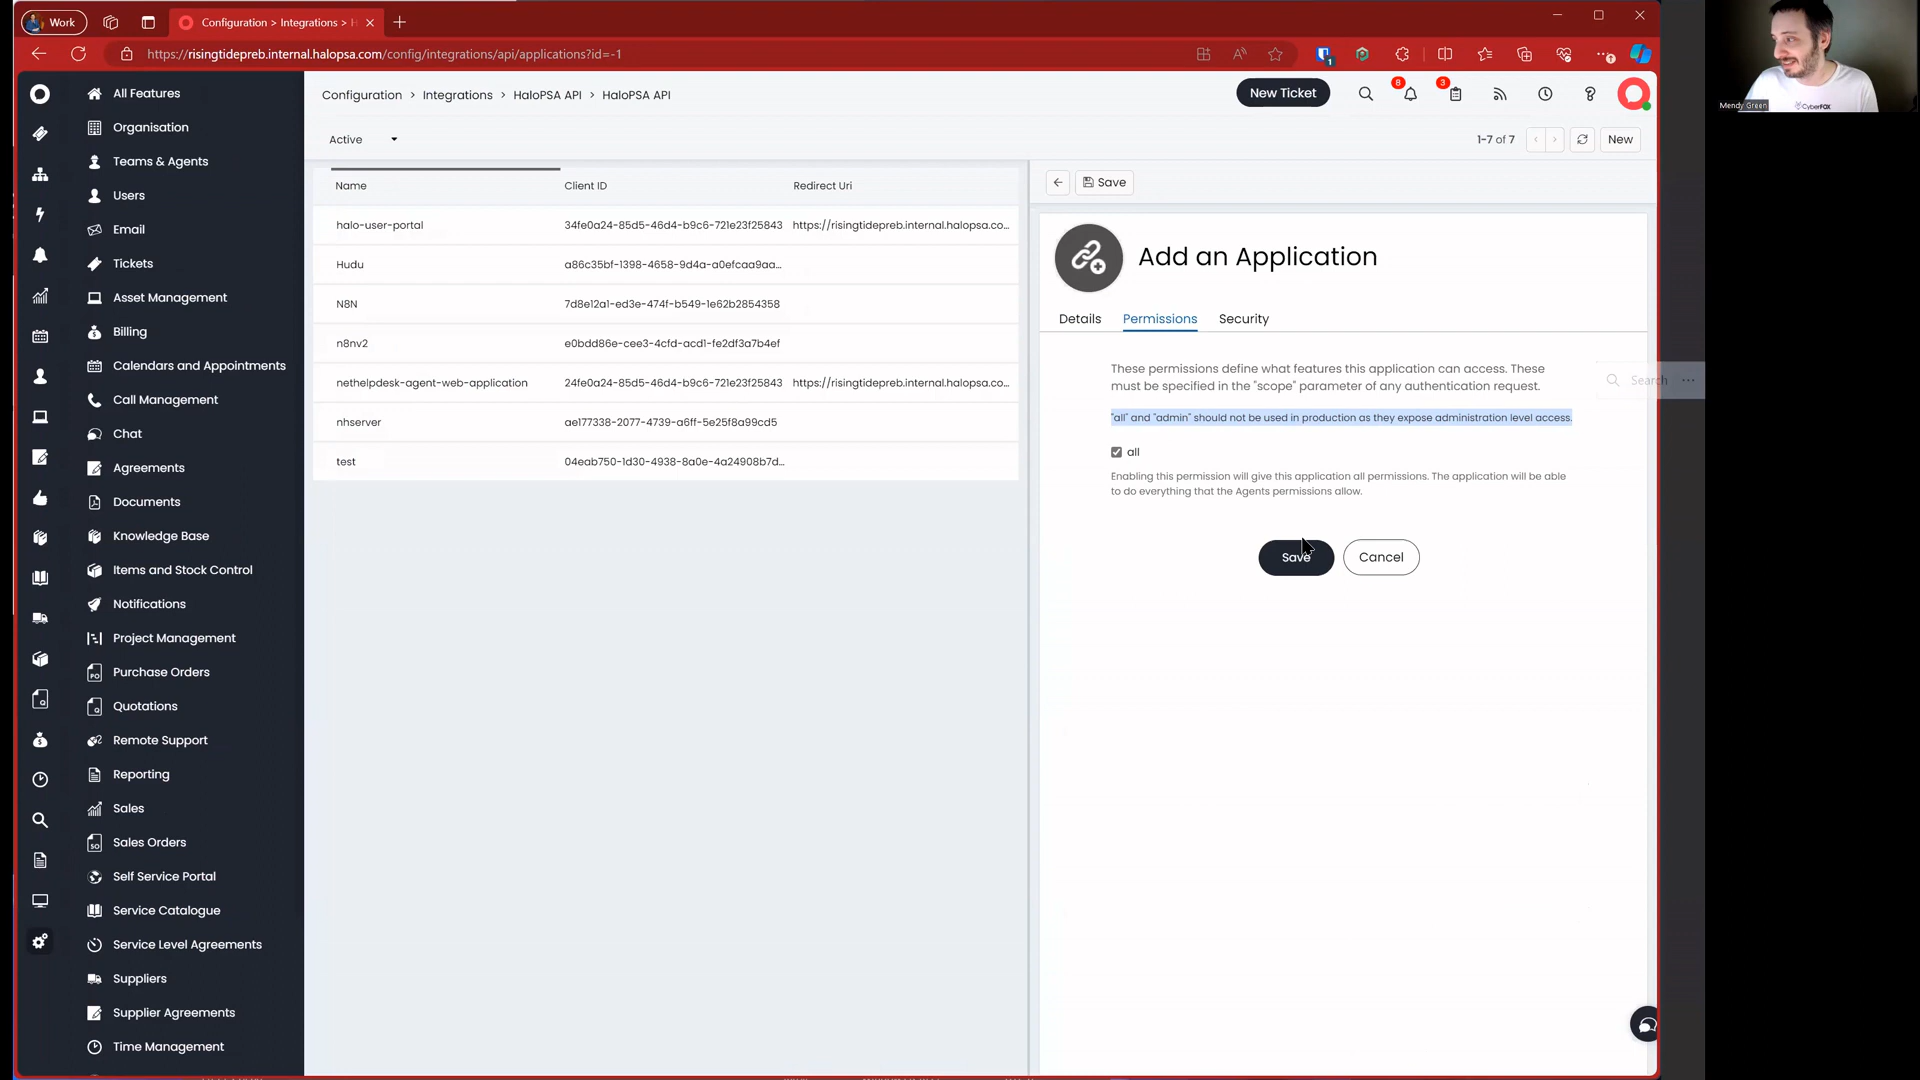 Work
Configuration > Integrations > H
https://risingtidepreb.internal.halopsa.com/config/integrations/api/applications?id=-1
1
All Features
Organisation
Teams & Agents
Users
Email
Tickets
Asset Management
Billing
Calendars and Appointments
Call Management
Chat
Agreements
Documents
Knowledge Base
Items and Stock Control
Notifications
Project Management
Purchase Orders
Quotations
Remote Support
Reporting
Sales
Sales Orders
Self Service Portal
Service Catalogue
Service Level Agreements
Suppliers
Supplier Agreements
Time Management
Configuration > Integrations > HaloPSA API > HaloPSA API
New Ticket
6
3
Active
1-7 of 7
New
Name Client ID Redirect Uri
halo-user-portal 34fe0a24-85d5-46d4-b9c6-721e23f25843 https://risingtidepreb.internal.halopsa.co...
Hudu a86c35bf-1398-4658-9d4a-a0efcaa9aa...
N8N 7d8e12a1-ed3e-474f-b549-1e62b2854358
n8nv2 e0bdd86e-cee3-4cfd-acd1-fe2df3a7b4ef
nethelpdesk-agent-web-application 24fe0a24-85d5-46d4-b9c6-721e23f25843 https://risingtidepreb.internal.halopsa.co...
nhserver ae177338-2077-4739-a6ff-5e25f8a99cd5
test 04eab750-1d30-4938-8a0e-4a24908b7d...
Save
Add an Application
Details Permissions Security
These permissions define what features this application can access. These
must be specified in the "scope" parameter of any authentication request.
"all" and "admin" should not be used in production as they expose administration level access.
all
Enabling this permission will give this application all permissions. The application will be able
to do everything that the Agents permissions allow.
Save Cancel
Search
Mendy Green
CYBERFOX